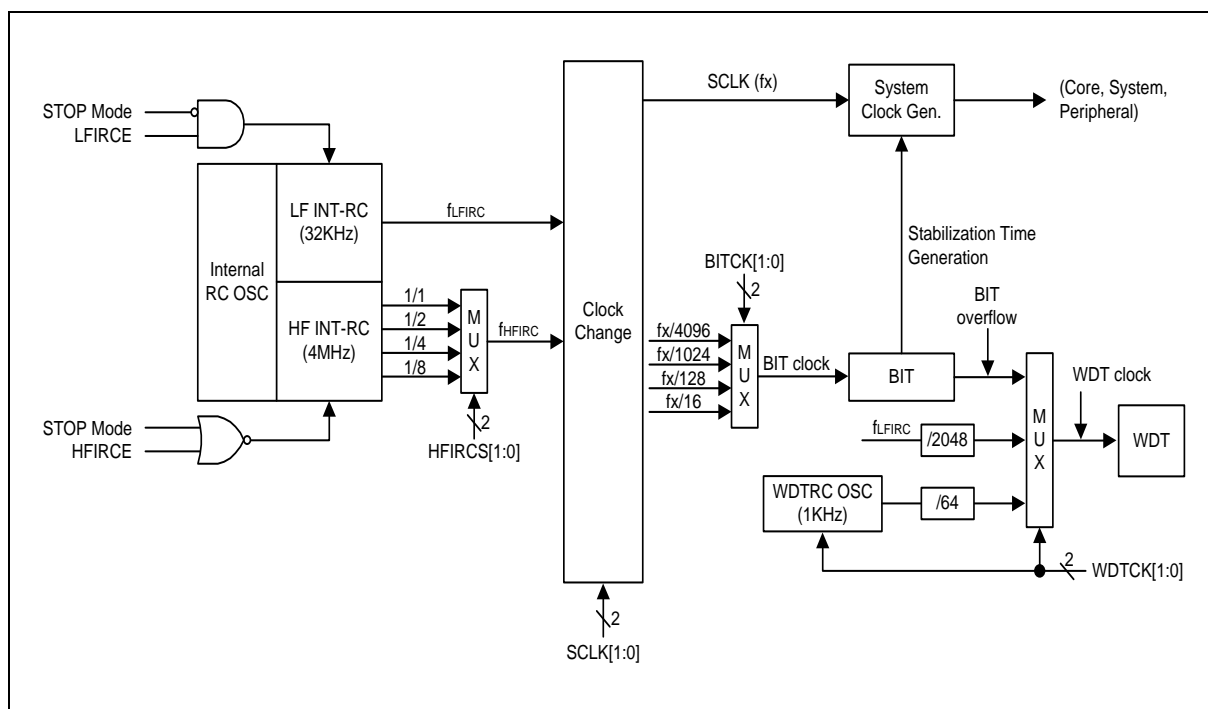 STOP Mode
LFIRCE
Internal
RC OSC
LF INT-RC
(32KHz)
HF INT-RC
(4MHz)
STOP Mode
HFIRCE
fLFIRC
1/1
1/2
1/4
1/8
MUX
fHFIRC
2
HFIRCS[1:0]
Clock
Change
2
SCLK[1:0]
SCLK (fx)
System
Clock Gen.
(Core, System,
Peripheral)
Stabilization Time
Generation
BITCK[1:0]
2
fx/4096
fx/1024
fx/128
fx/16
MUX
BIT clock
BIT
BIT
overflow
fLFIRC
/2048
WDTRC OSC
(1KHz)
/64
MUX
WDT clock
WDT
2
WDTCK[1:0]